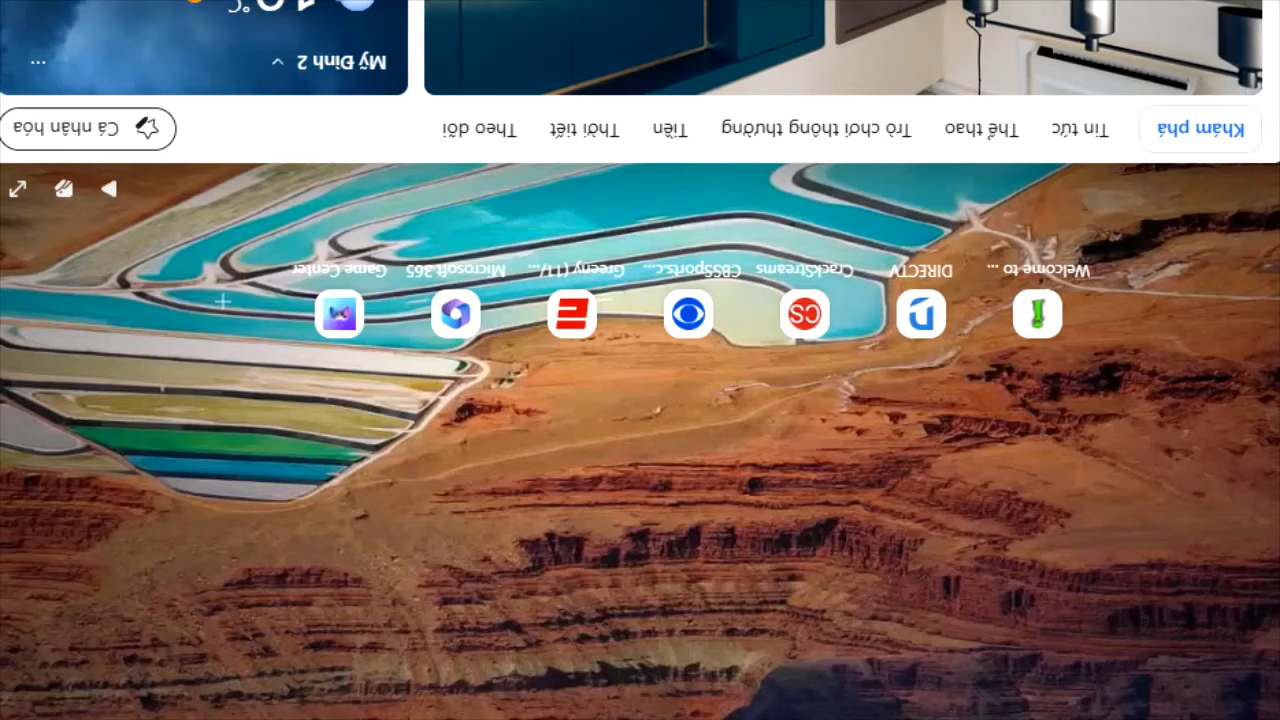 CS
Welcome to ... DIRECTV CrackStreams CBSSports.c... Greeny (11/... Microsoft 365 Game Center
Khám phá Tin tức Thể thao Trò chơi thông thường Tiền Thời tiết Theo dõi Cá nhân hóa
Mỹ Đình 2
°C